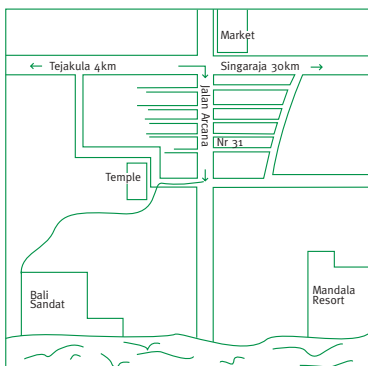 Market
Tejakula 4km
Singaraja 30km
Jalan Arcana
Nr 31
Temple
Bali
Sandat
Mandala
Resort